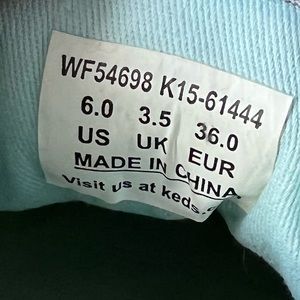 WF54698 K15-61444
6.0 3.5 36.0
US UK EUR
MADE IN CHINA
Visit us at keds.